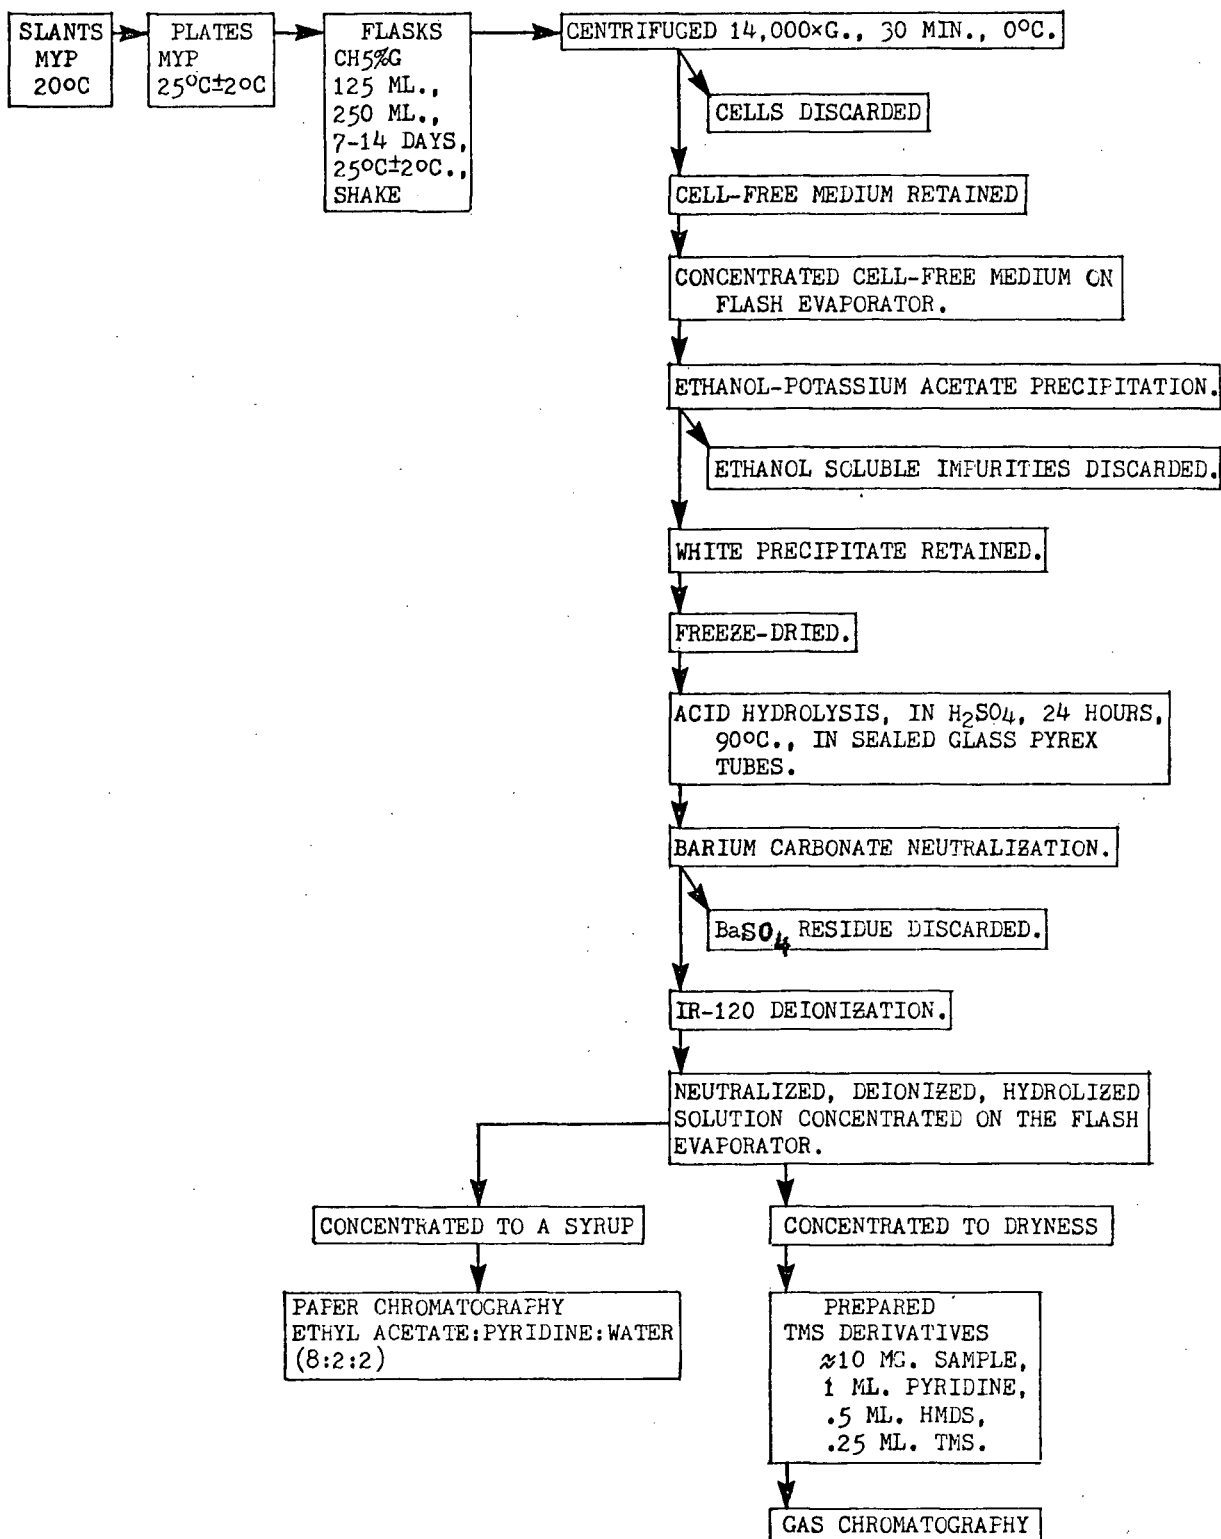 SLANTS
MYP
20°C
PLATES
MYP
25°C±2°C
FLASKS
CH5%G
125 ML.,
250 ML.,
7-14 DAYS,
25°C±2°C.,
SHAKE
CENTRIFUGED 14,000×G., 30 MIN., 0°C.
CELLS DISCARDED
CELL-FREE MEDIUM RETAINED
CONCENTRATED CELL-FREE MEDIUM ON
FLASH EVAPORATOR.
ETHANOL-POTASSIUM ACETATE PRECIPITATION.
ETHANOL SOLUBLE IMPURITIES DISCARDED.
WHITE PRECIPITATE RETAINED.
FREEZE-DRIED.
ACID HYDROLYSIS, IN H₂SO₄, 24 HOURS,
90°C., IN SEALED GLASS PYREX
TUBES.
BARIUM CARBONATE NEUTRALIZATION.
BaSO₄ RESIDUE DISCARDED.
IR-120 DEIONIZATION.
NEUTRALIZED, DEIONIZED, HYDROLIZED
SOLUTION CONCENTRATED ON THE FLASH
EVAPORATOR.
CONCENTRATED TO A SYRUP
CONCENTRATED TO DRYNESS
PAPER CHROMATOGRAPHY
ETHYL ACETATE:PYRIDINE:WATER
(8:2:2)
PREPARED
TMS DERIVATIVES
≈10 MG. SAMPLE,
1 ML. PYRIDINE,
.5 ML. HMDS,
.25 ML. TMS.
GAS CHROMATOGRAPHY